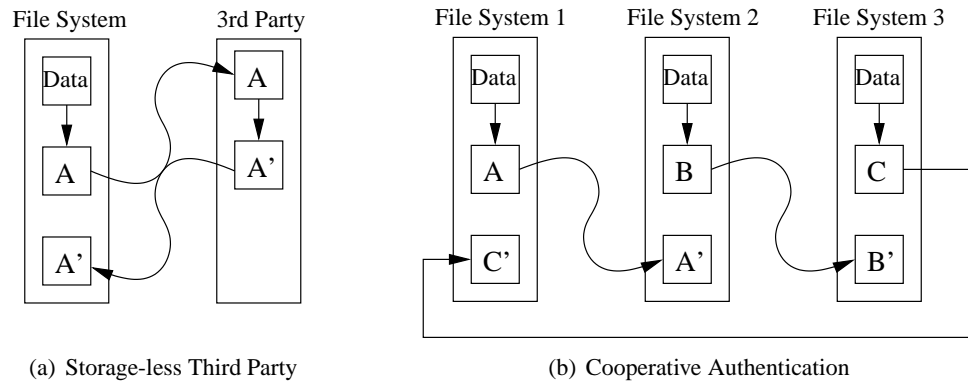 File System 3rd Party File System 1 File System 2 File System 3
Data A Data Data Data
A A' A B C
A' C' A' B'
(a) Storage-less Third Party (b) Cooperative Authentication